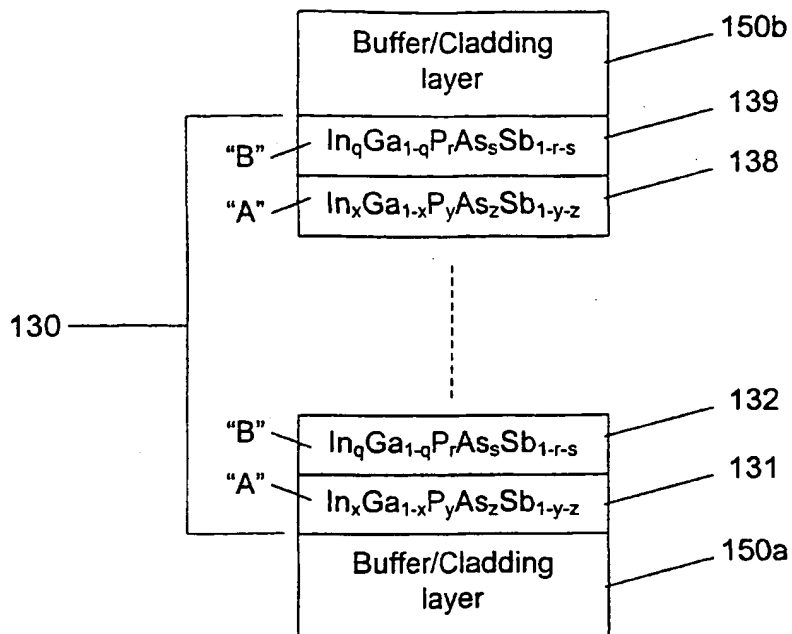 Buffer/Cladding
layer
150b
139
"B" InqGa1-qPrAssSb1-r-s
138
"A" InxGa1-xPyAszSb1-y-z
130
132
"B" InqGa1-qPrAssSb1-r-s
131
"A" InxGa1-xPyAszSb1-y-z
Buffer/Cladding
layer
150a